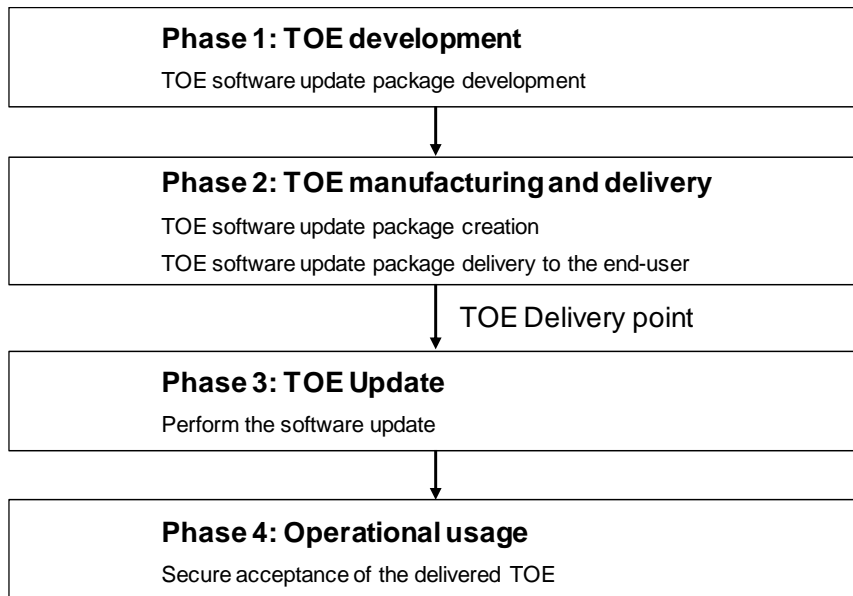 Phase 1: TOE development
TOE software update package development
Phase 2: TOE manufacturing and delivery
TOE software update package creation
TOE software update package delivery to the end-user
TOE Delivery point
Phase 3: TOE Update
Perform the software update
Phase 4: Operational usage
Secure acceptance of the delivered TOE